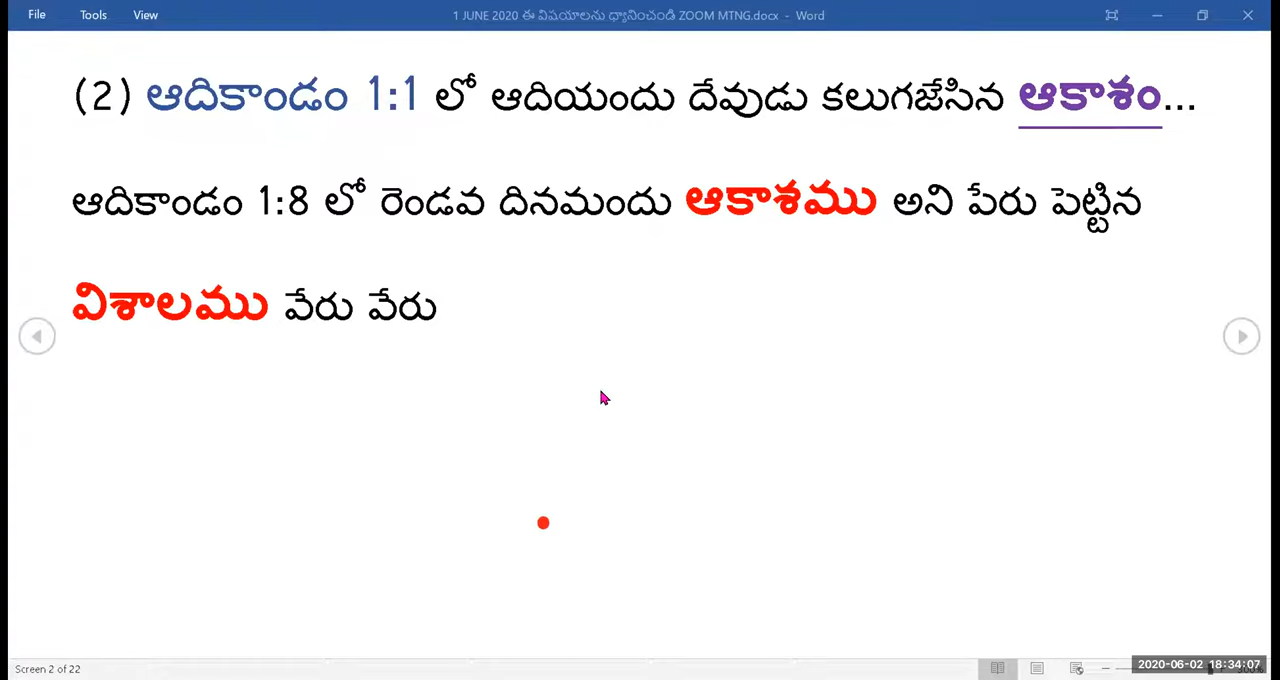 File Tools View 1 JUNE 2020 ఈ విషయాలను ధ్యానించండి ZOOM MTNG.docx - Word
(2) ఆదికాండం 1:1 లో ఆదియందు దేవుడు కలుగజేసిన ఆకాశం...
ఆదికాండం 1:8 లో రెండవ దినమందు ఆకాశము అని పేరు పెట్టిన
విశాలము వేరు వేరు
Screen 2 of 22 2020-06-02 18:34:07